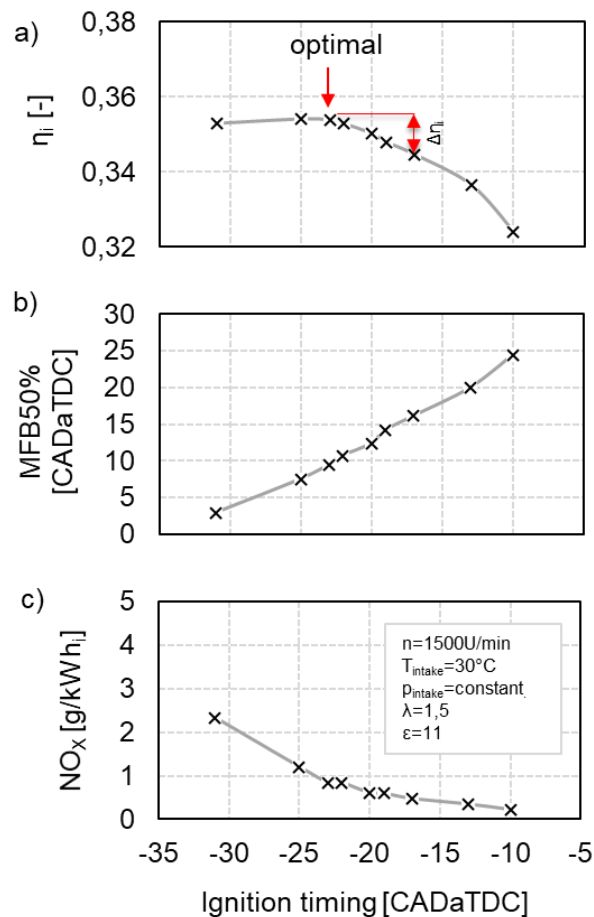 a)
0,38
0,36
0,34
0,32
ηi [-]
optimal
Δηi
b)
30
25
20
15
10
5
0
MFB50%
[CADaTDC]
c)
5
4
3
2
1
0
NOX [g/kWhi]
n=1500U/min
Tintake=30°C
pintake=constant
λ=1,5
ε=11
-35 -30 -25 -20 -15 -10 -5
Ignition timing [CADaTDC]